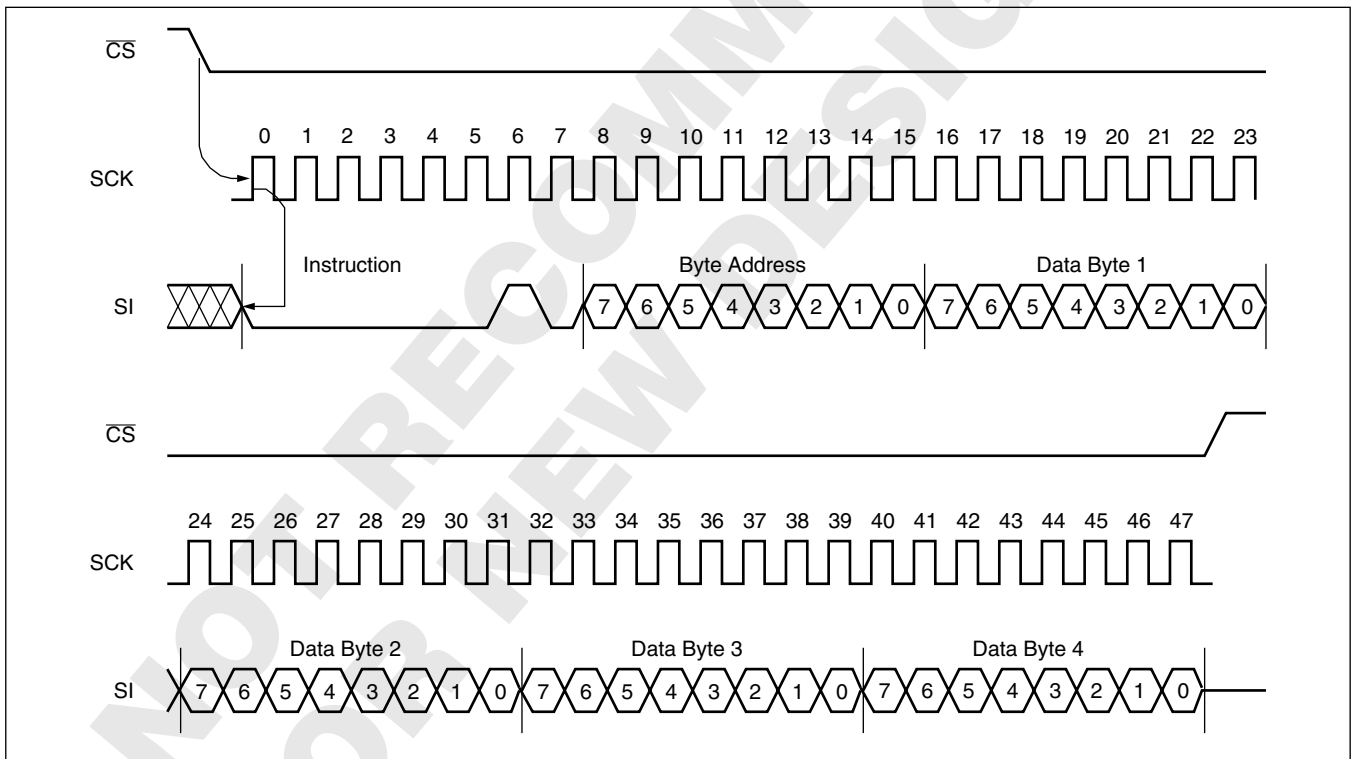 CS
0 1 2 3 4 5 6 7 8 9 10 11 12 13 14 15 16 17 18 19 20 21 22 23
SCK
Instruction Byte Address Data Byte 1
SI 7 6 5 4 3 2 1 0 7 6 5 4 3 2 1 0
CS
24 25 26 27 28 29 30 31 32 33 34 35 36 37 38 39 40 41 42 43 44 45 46 47
SCK
Data Byte 2 Data Byte 3 Data Byte 4
SI 7 6 5 4 3 2 1 0 7 6 5 4 3 2 1 0 7 6 5 4 3 2 1 0
NOT RECOMM
OR NEW DESIG